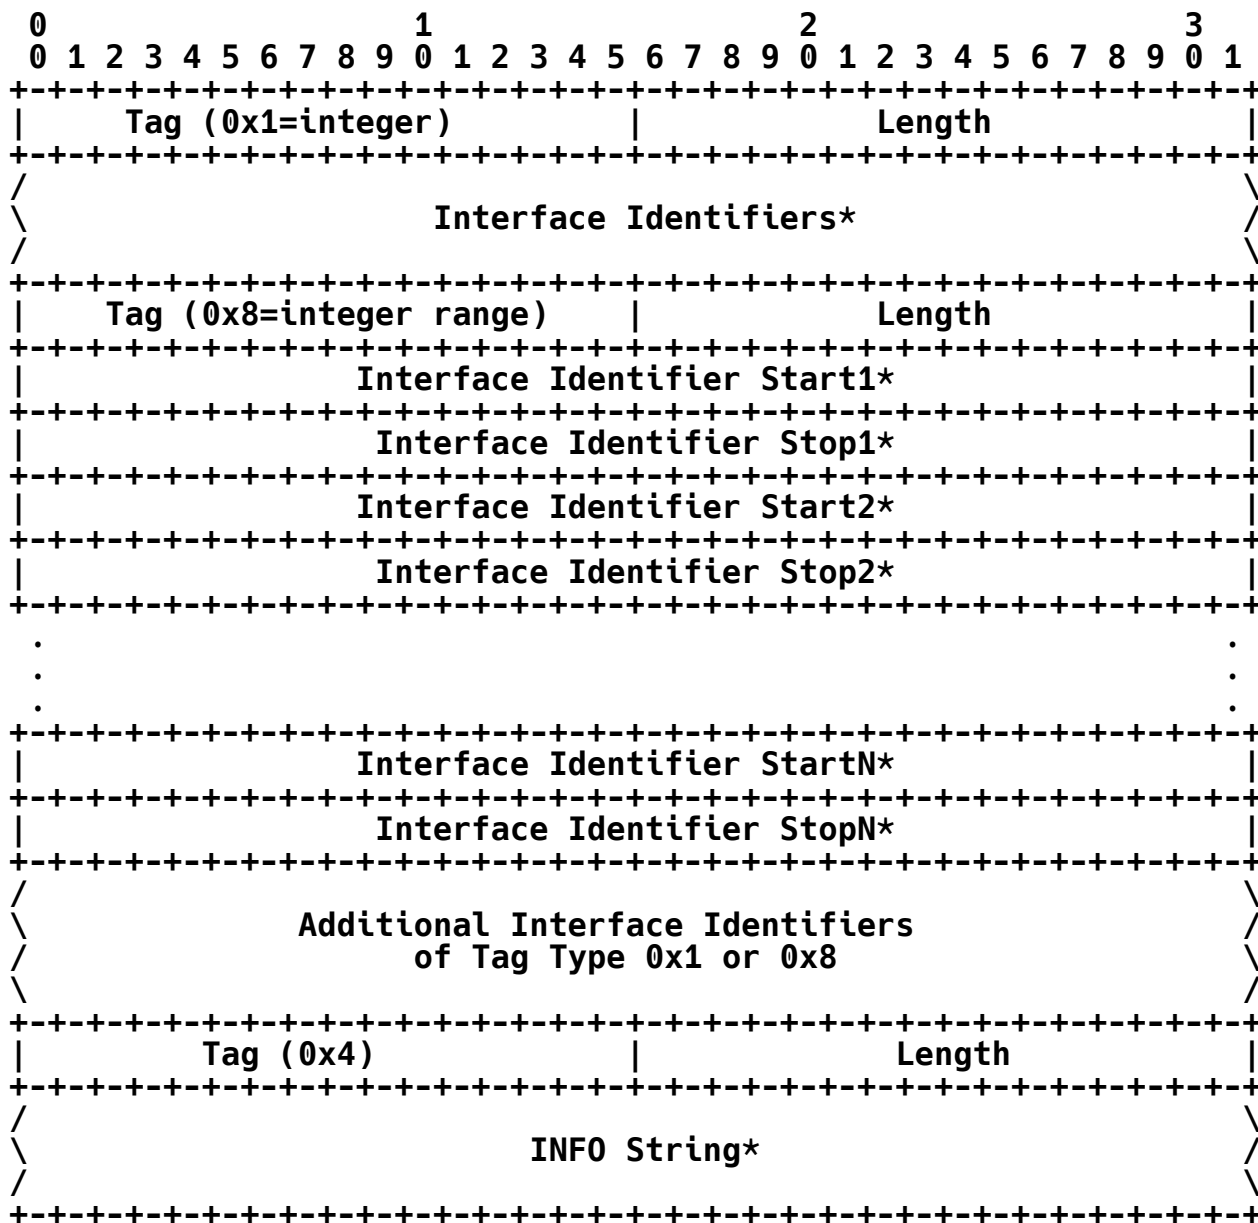 0                   1                   2                   3
 0 1 2 3 4 5 6 7 8 9 0 1 2 3 4 5 6 7 8 9 0 1 2 3 4 5 6 7 8 9 0 1
+-+-+-+-+-+-+-+-+-+-+-+-+-+-+-+-+-+-+-+-+-+-+-+-+-+-+-+-+-+-+-+-+
|     Tag (0x1=integer)         |            Length             |
+-+-+-+-+-+-+-+-+-+-+-+-+-+-+-+-+-+-+-+-+-+-+-+-+-+-+-+-+-+-+-+-+
/                                                               \
\                     Interface Identifiers*                    /
/                                                               \
+-+-+-+-+-+-+-+-+-+-+-+-+-+-+-+-+-+-+-+-+-+-+-+-+-+-+-+-+-+-+-+-+
|    Tag (0x8=integer range)    |            Length             |
+-+-+-+-+-+-+-+-+-+-+-+-+-+-+-+-+-+-+-+-+-+-+-+-+-+-+-+-+-+-+-+-+
|                 Interface Identifier Start1*                  |
+-+-+-+-+-+-+-+-+-+-+-+-+-+-+-+-+-+-+-+-+-+-+-+-+-+-+-+-+-+-+-+-+
|                  Interface Identifier Stop1*                  |
+-+-+-+-+-+-+-+-+-+-+-+-+-+-+-+-+-+-+-+-+-+-+-+-+-+-+-+-+-+-+-+-+
|                 Interface Identifier Start2*                  |
+-+-+-+-+-+-+-+-+-+-+-+-+-+-+-+-+-+-+-+-+-+-+-+-+-+-+-+-+-+-+-+-+
|                  Interface Identifier Stop2*                  |
+-+-+-+-+-+-+-+-+-+-+-+-+-+-+-+-+-+-+-+-+-+-+-+-+-+-+-+-+-+-+-+-+
 .                                                             .
 .                                                             .
 .                                                             .
+-+-+-+-+-+-+-+-+-+-+-+-+-+-+-+-+-+-+-+-+-+-+-+-+-+-+-+-+-+-+-+-+
|                 Interface Identifier StartN*                  |
+-+-+-+-+-+-+-+-+-+-+-+-+-+-+-+-+-+-+-+-+-+-+-+-+-+-+-+-+-+-+-+-+
|                  Interface Identifier StopN*                  |
+-+-+-+-+-+-+-+-+-+-+-+-+-+-+-+-+-+-+-+-+-+-+-+-+-+-+-+-+-+-+-+-+
/                                                               \
\              Additional Interface Identifiers                 /
/                    of Tag Type 0x1 or 0x8                     \
\                                                               /
+-+-+-+-+-+-+-+-+-+-+-+-+-+-+-+-+-+-+-+-+-+-+-+-+-+-+-+-+-+-+-+-+
|         Tag (0x4)             |             Length            |
+-+-+-+-+-+-+-+-+-+-+-+-+-+-+-+-+-+-+-+-+-+-+-+-+-+-+-+-+-+-+-+-+
/                                                               \
\                          INFO String*                         /
/                                                               \
+-+-+-+-+-+-+-+-+-+-+-+-+-+-+-+-+-+-+-+-+-+-+-+-+-+-+-+-+-+-+-+-+